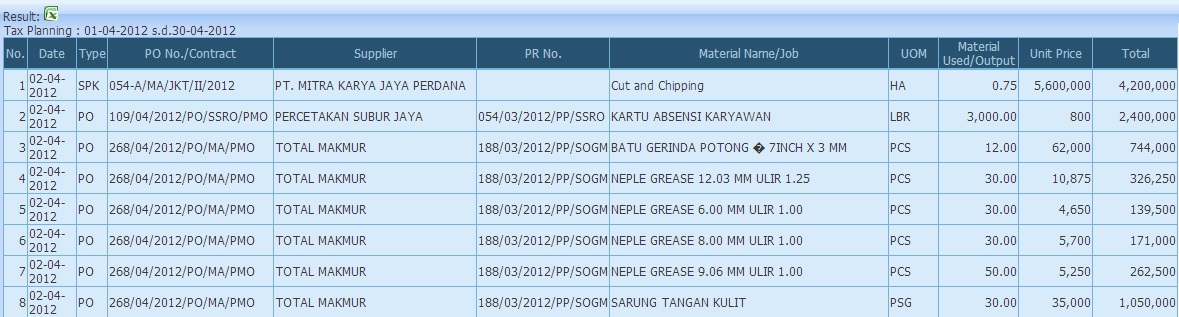 Result:
Tax Planning : 01-04-2012 s.d.30-04-2012
No. Date Type PO No./Contract Supplier PR No. Material Name/Job UOM Material Used/Output Unit Price Total
1 02-04-2012 SPK 054-A/MA/JKT/II/2012 PT. MITRA KARYA JAYA PERDANA Cut and Chipping HA 0.75 5,600,000 4,200,000
2 02-04-2012 PO 109/04/2012/PO/SSRO/PMO PERCETAKAN SUBUR JAYA 054/03/2012/PP/SSRO KARTU ABSENSI KARYAWAN LBR 3,000.00 800 2,400,000
3 02-04-2012 PO 268/04/2012/PO/MA/PMO TOTAL MAKMUR 188/03/2012/PP/SOGM BATU GERINDA POTONG � 7INCH X 3 MM PCS 12.00 62,000 744,000
4 02-04-2012 PO 268/04/2012/PO/MA/PMO TOTAL MAKMUR 188/03/2012/PP/SOGM NEPLE GREASE 12.03 MM ULIR 1.25 PCS 30.00 10,875 326,250
5 02-04-2012 PO 268/04/2012/PO/MA/PMO TOTAL MAKMUR 188/03/2012/PP/SOGM NEPLE GREASE 6.00 MM ULIR 1.00 PCS 30.00 4,650 139,500
6 02-04-2012 PO 268/04/2012/PO/MA/PMO TOTAL MAKMUR 188/03/2012/PP/SOGM NEPLE GREASE 8.00 MM ULIR 1.00 PCS 30.00 5,700 171,000
7 02-04-2012 PO 268/04/2012/PO/MA/PMO TOTAL MAKMUR 188/03/2012/PP/SOGM NEPLE GREASE 9.06 MM ULIR 1.00 PCS 50.00 5,250 262,500
8 02-04-2012 PO 268/04/2012/PO/MA/PMO TOTAL MAKMUR 188/03/2012/PP/SOGM SARUNG TANGAN KULIT PSG 30.00 35,000 1,050,000